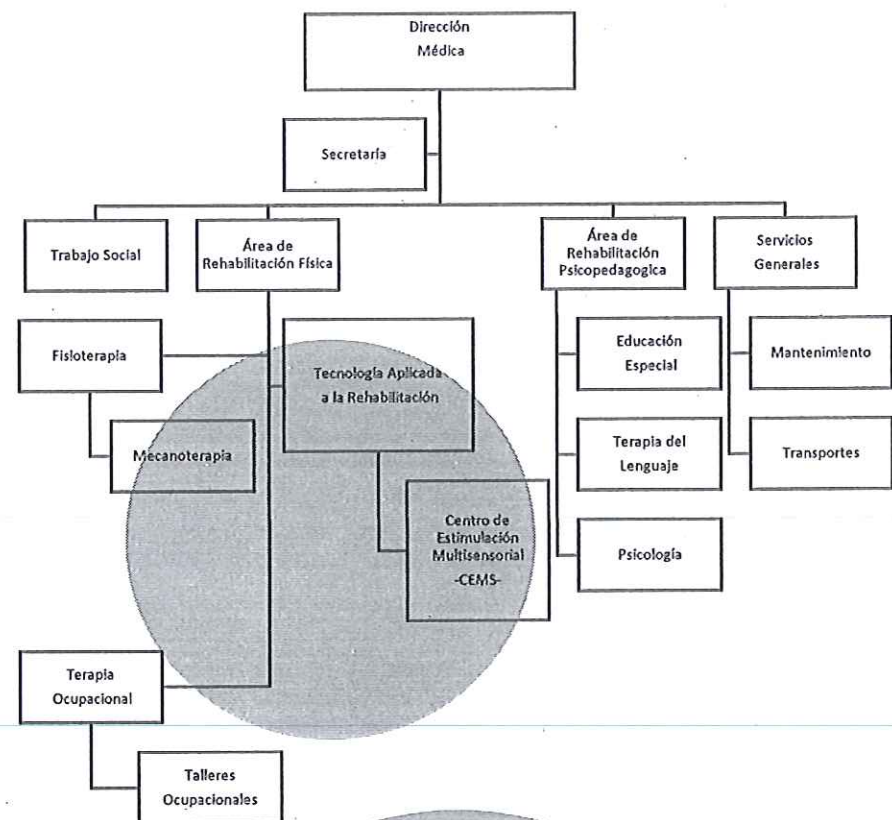 Dirección
Médica
Secretaría
Trabajo Social
Área de
Rehabilitación Física
Área de
Rehabilitación
Psicopedagogica
Servicios
Generales
Fisioterapia
Mecanoterapia
Tecnología Aplicada
a la Rehabilitación
Centro de
Estimulación
Multisensorial
-CEMS-
Educación
Especial
Terapia del
Lenguaje
Psicología
Mantenimiento
Transportes
Terapia
Ocupacional
Talleres
Ocupacionales